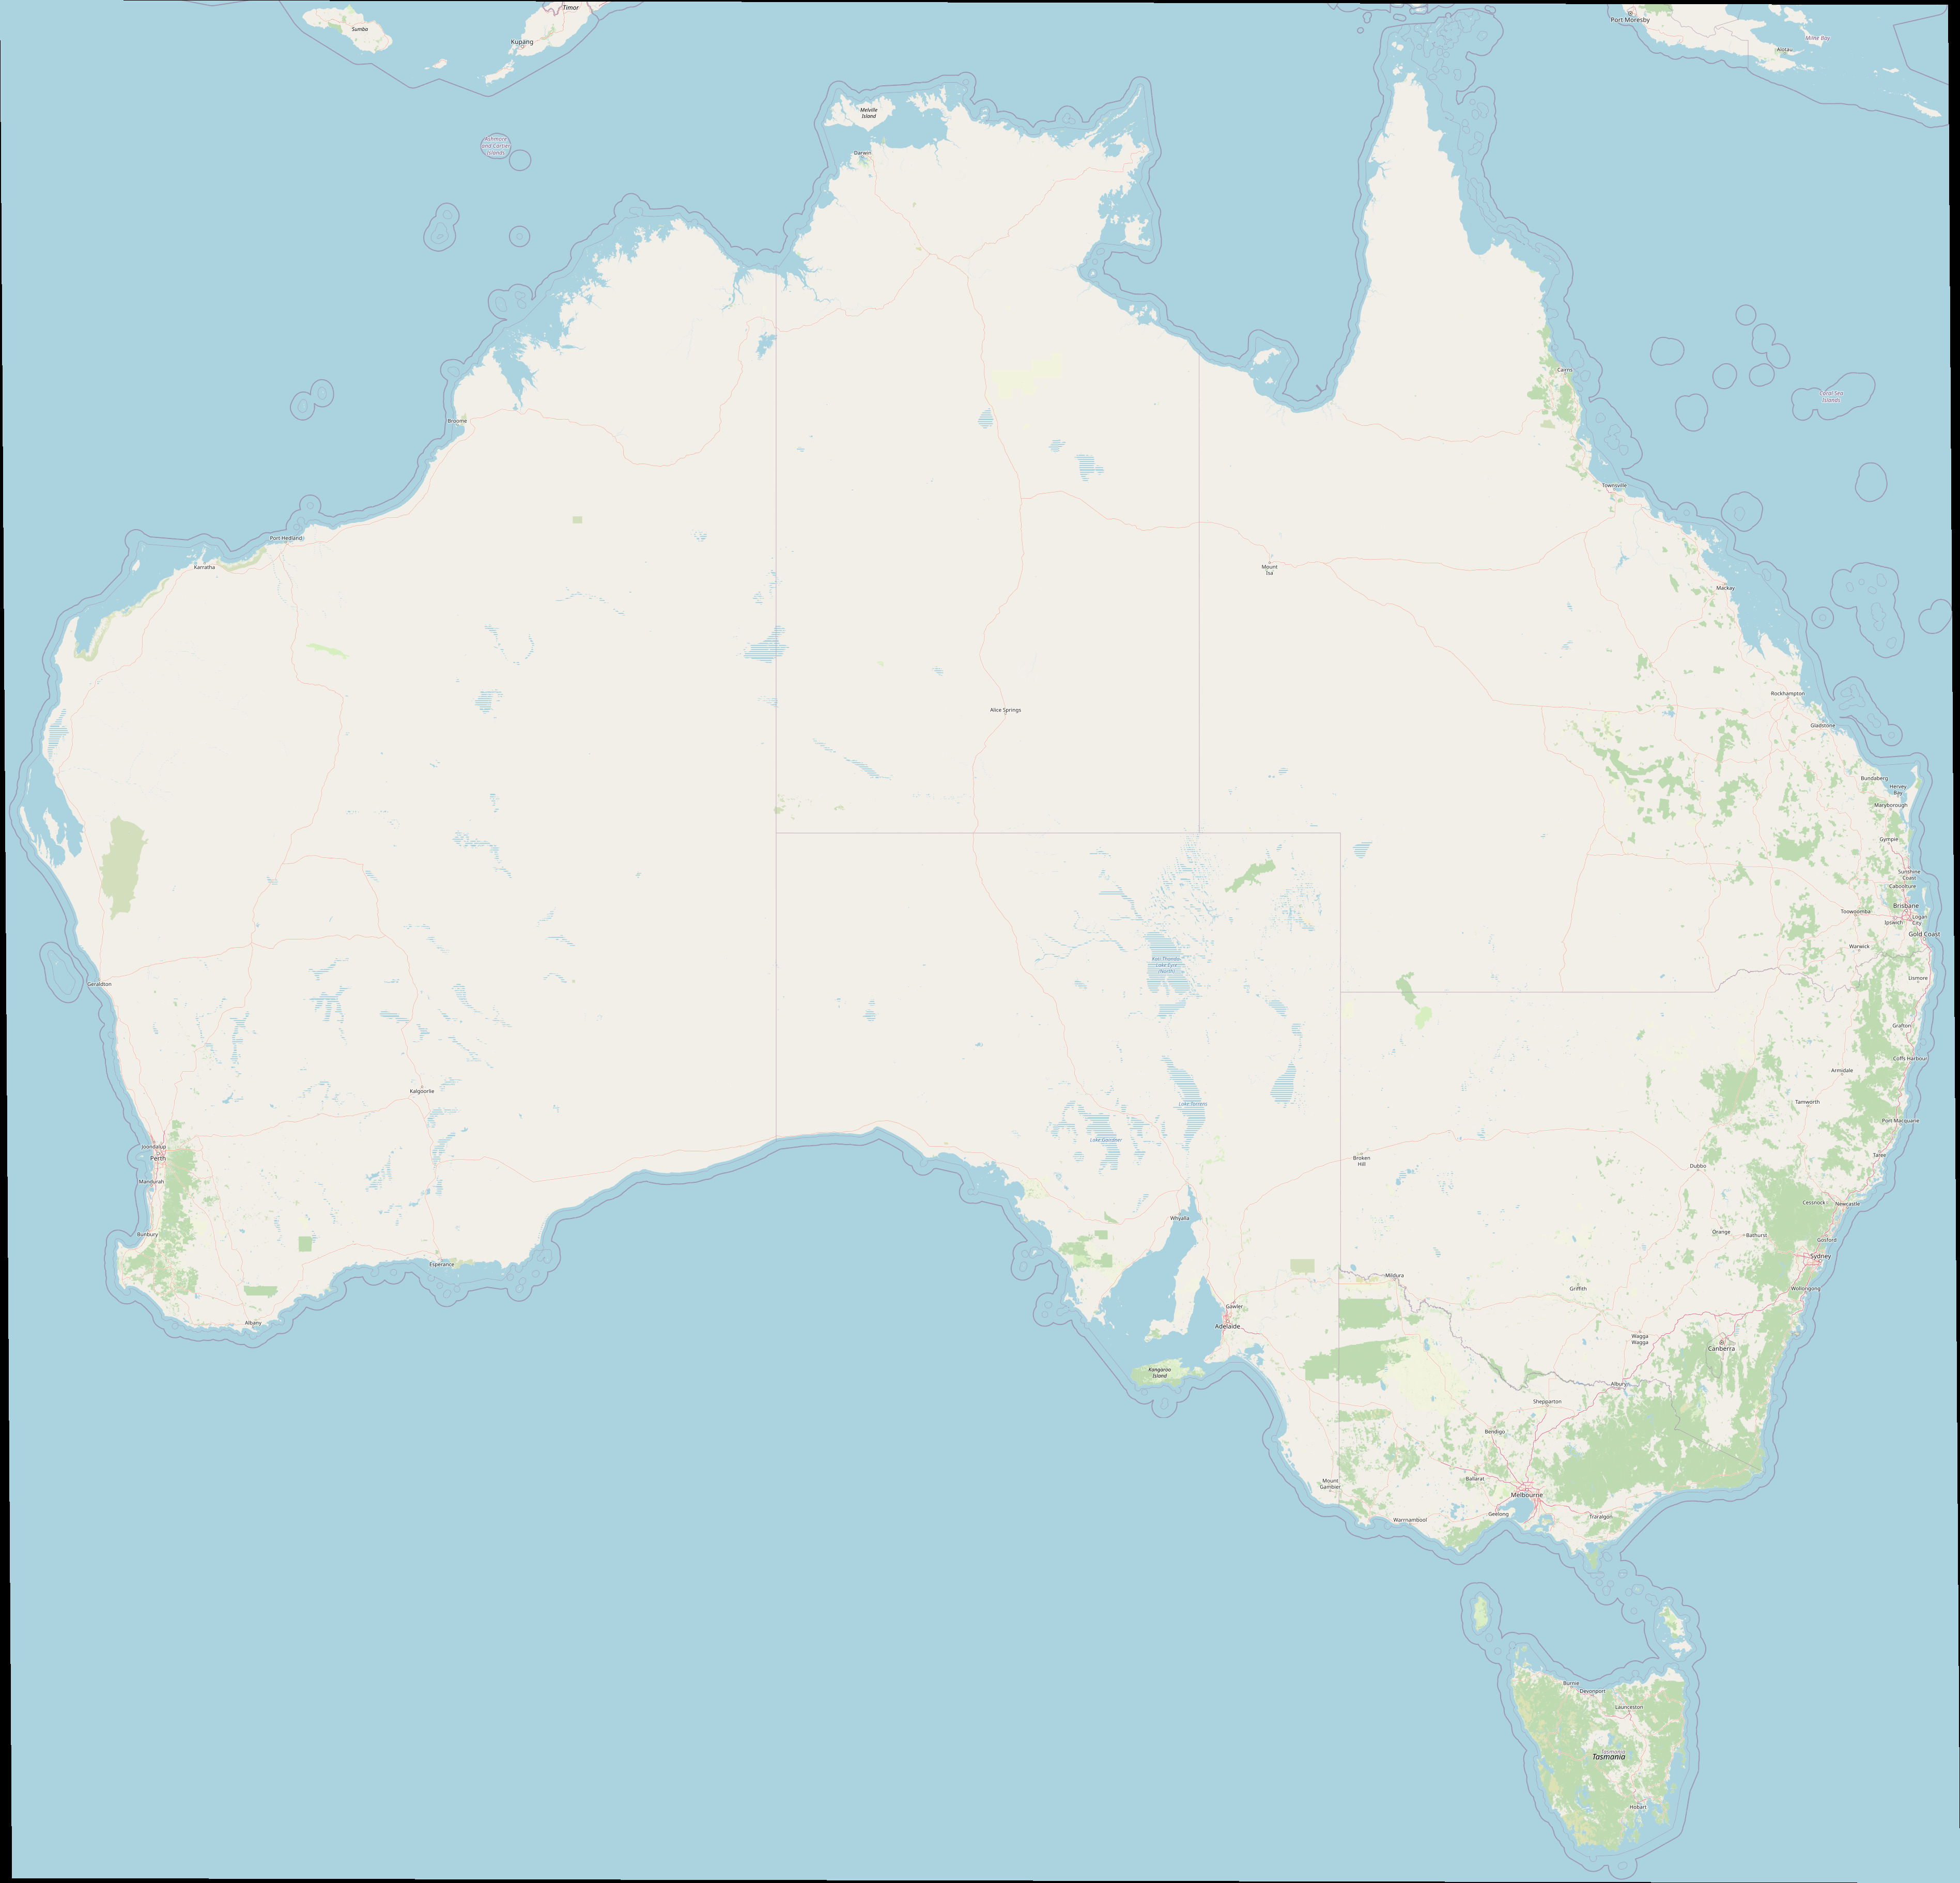 Timor
Port Moresby
Sumba
Milne Bay
Kupang
Alotau
Melville
Island
Ashmore
and Cartier
Islands
Darwin
Cairns
Coral Sea
Islands
Broome
Townsville
Port Hedland
Karratha
Mount
Isa
Mackay
Rockhampton
Alice Springs
Gladstone
Bundaberg
Hervey
Bay
Maryborough
Gympie
Sunshine
Coast
Caboolture
Brisbane
Toowoomba
Logan
City
Ipswich
Gold Coast
Warwick
Kati Thanda-
Lake Eyre
(North)
Lismore
Geraldton
Grafton
Coffs Harbour
Armidale
Kalgoorlie
Tamworth
Lake Torrens
Port Macquarie
Lake Gairdner
Joondalup
Perth
Broken
Hill
Taree
Dubbo
Mandurah
Cessnock
Newcastle
Whyalla
Orange
Bathurst
Bunbury
Gosford
Sydney
Esperance
Mildura
Griffith
Wollongong
Gawler
Albany
Adelaide
Wagga
Wagga
Canberra
Kangaroo
Island
Albury
Shepparton
Bendigo
Ballarat
Mount
Gambier
Melbourne
Geelong
Traralgon
Warrnambool
Burnie
Devonport
Launceston
Tasmania
Tasmania
Hobart